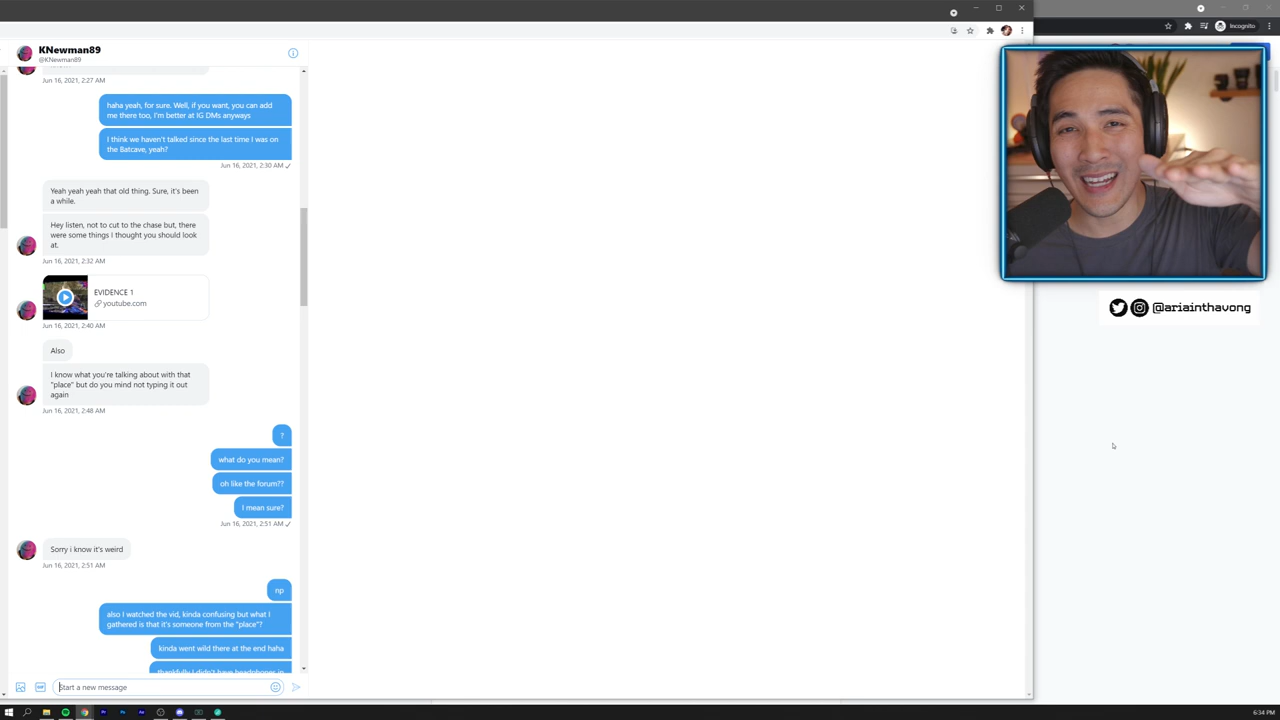 Incognito
KNewman89
@KNewman89
Jun 16, 2021, 2:27 AM
haha yeah, for sure. Well, if you want, you can add
me there too, I'm better at IG DMs anyways
I think we haven't talked since the last time I was on
the Batcave, yeah?
Jun 16, 2021, 2:30 AM
Yeah yeah yeah that old thing. Sure, it's been
a while.
Hey listen, not to cut to the chase but, there
were some things I thought you should look
at.
Jun 16, 2021, 2:32 AM
EVIDENCE 1
youtube.com
Jun 16, 2021, 2:40 AM
Also
I know what you're talking about with that
"place" but do you mind not typing it out
again
Jun 16, 2021, 2:48 AM
?
what do you mean?
oh like the forum??
I mean sure?
Jun 16, 2021, 2:51 AM
Sorry i know it's weird
Jun 16, 2021, 2:51 AM
np
also I watched the vid, kinda confusing but what I
gathered is that it's someone from the "place"?
kinda went wild there at the end haha
thankfully I didn't have headphones in
GIF
Start a new message
@ariainthavong
6:34 PM